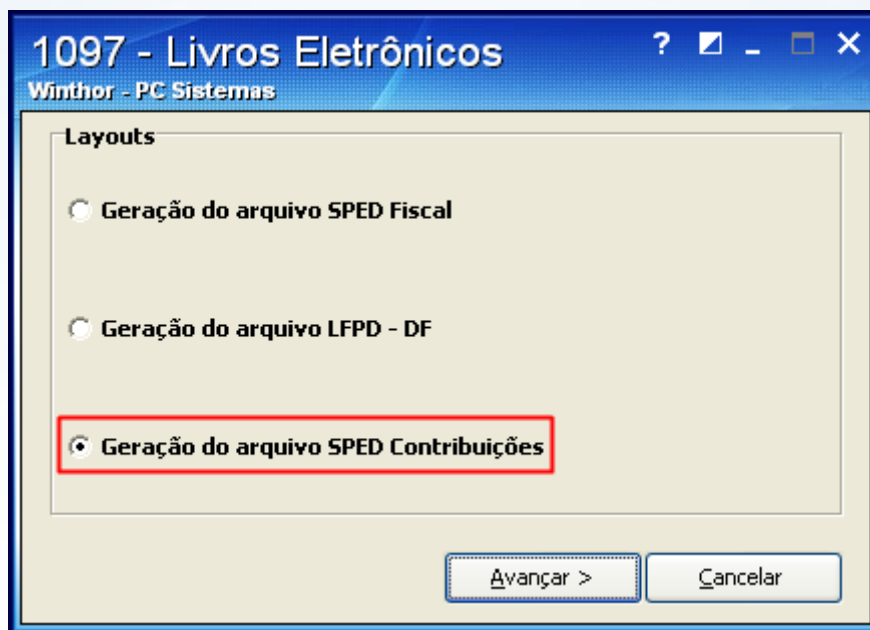 1097 - Livros Eletrônicos
?
Winthor - PC Sistemas
Layouts
Geração do arquivo SPED Fiscal
Geração do arquivo LFPD - DF
Geração do arquivo SPED Contribuições
Avançar > Cancelar